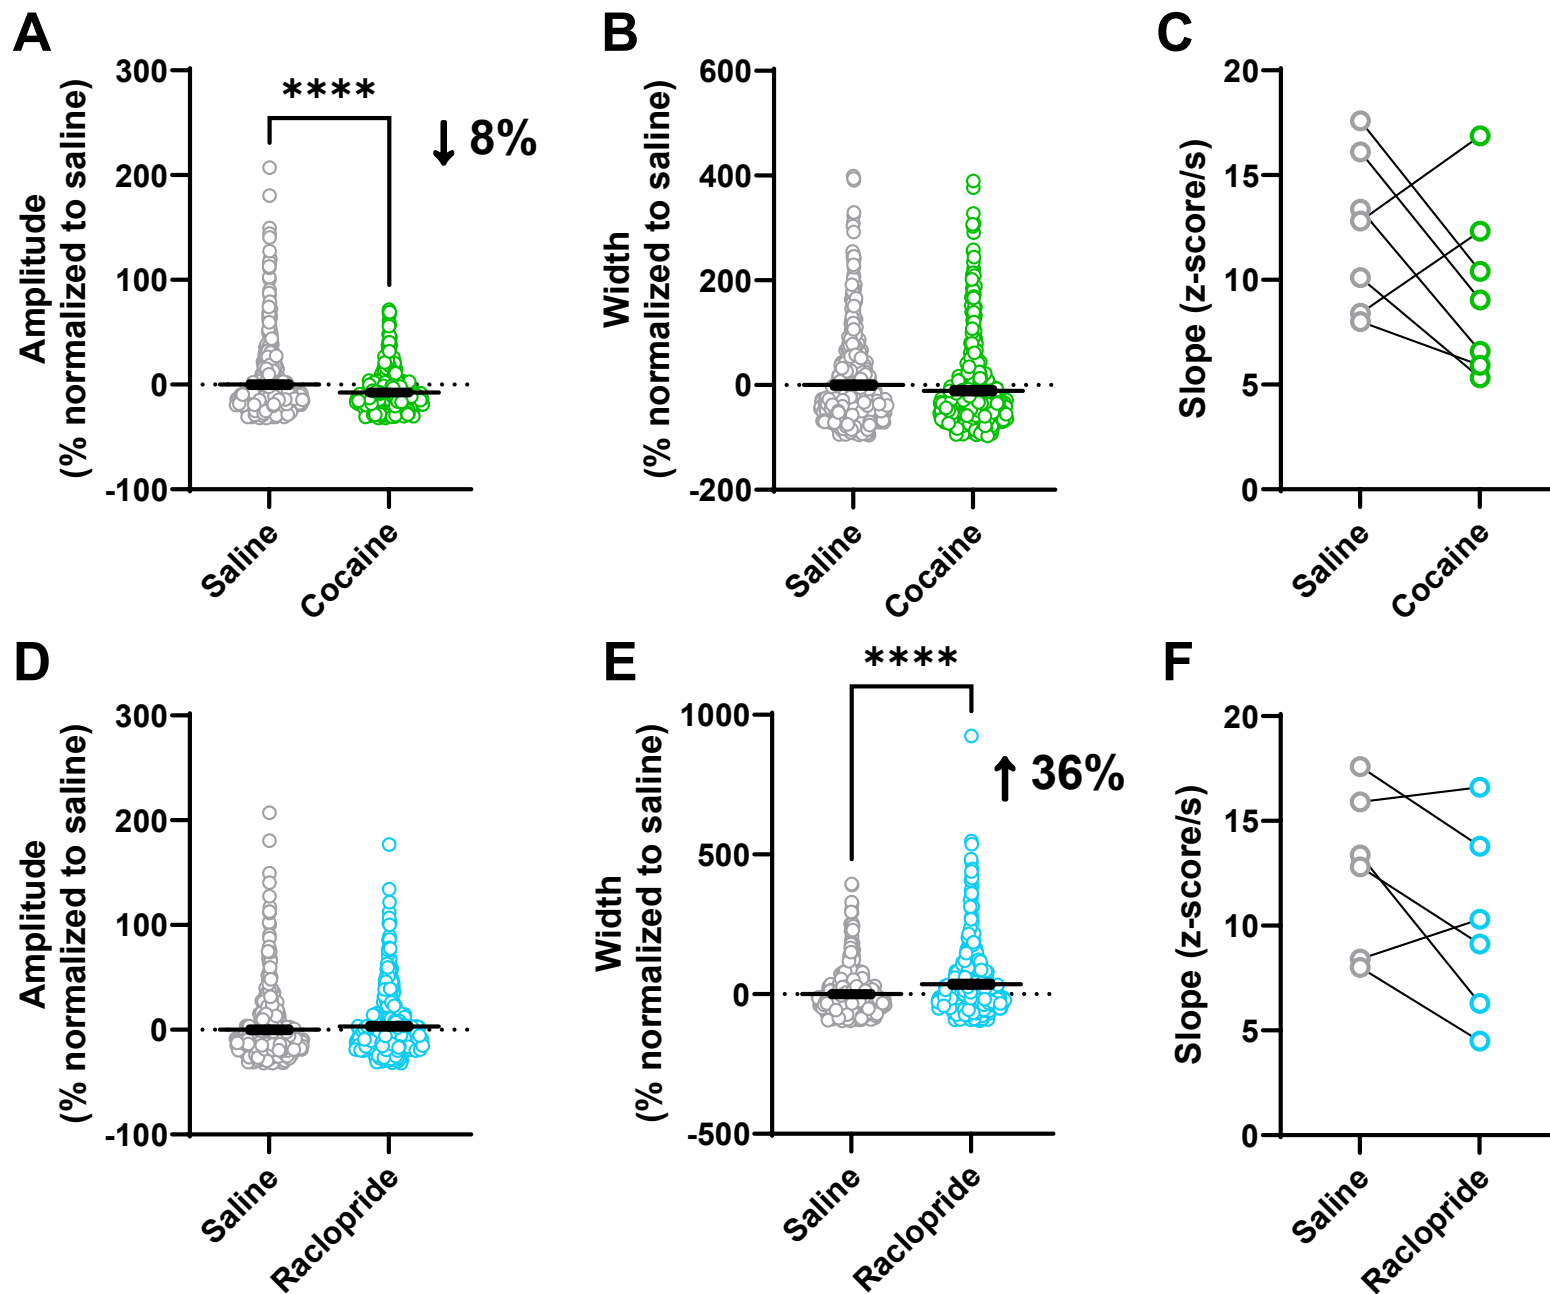 A
Amplitude
(% normalized to saline)
300
200
100
0
-100
****
↓ 8%
Saline
Cocaine
B
Width
(% normalized to saline)
600
400
200
0
-200
Saline
Cocaine
C
Slope (z-score/s)
20
15
10
5
0
Saline
Cocaine
D
Amplitude
(% normalized to saline)
300
200
100
0
-100
Saline
Raclopride
E
Width
(% normalized to saline)
1000
500
0
-500
****
↑ 36%
Saline
Raclopride
F
Slope (z-score/s)
20
15
10
5
0
Saline
Raclopride